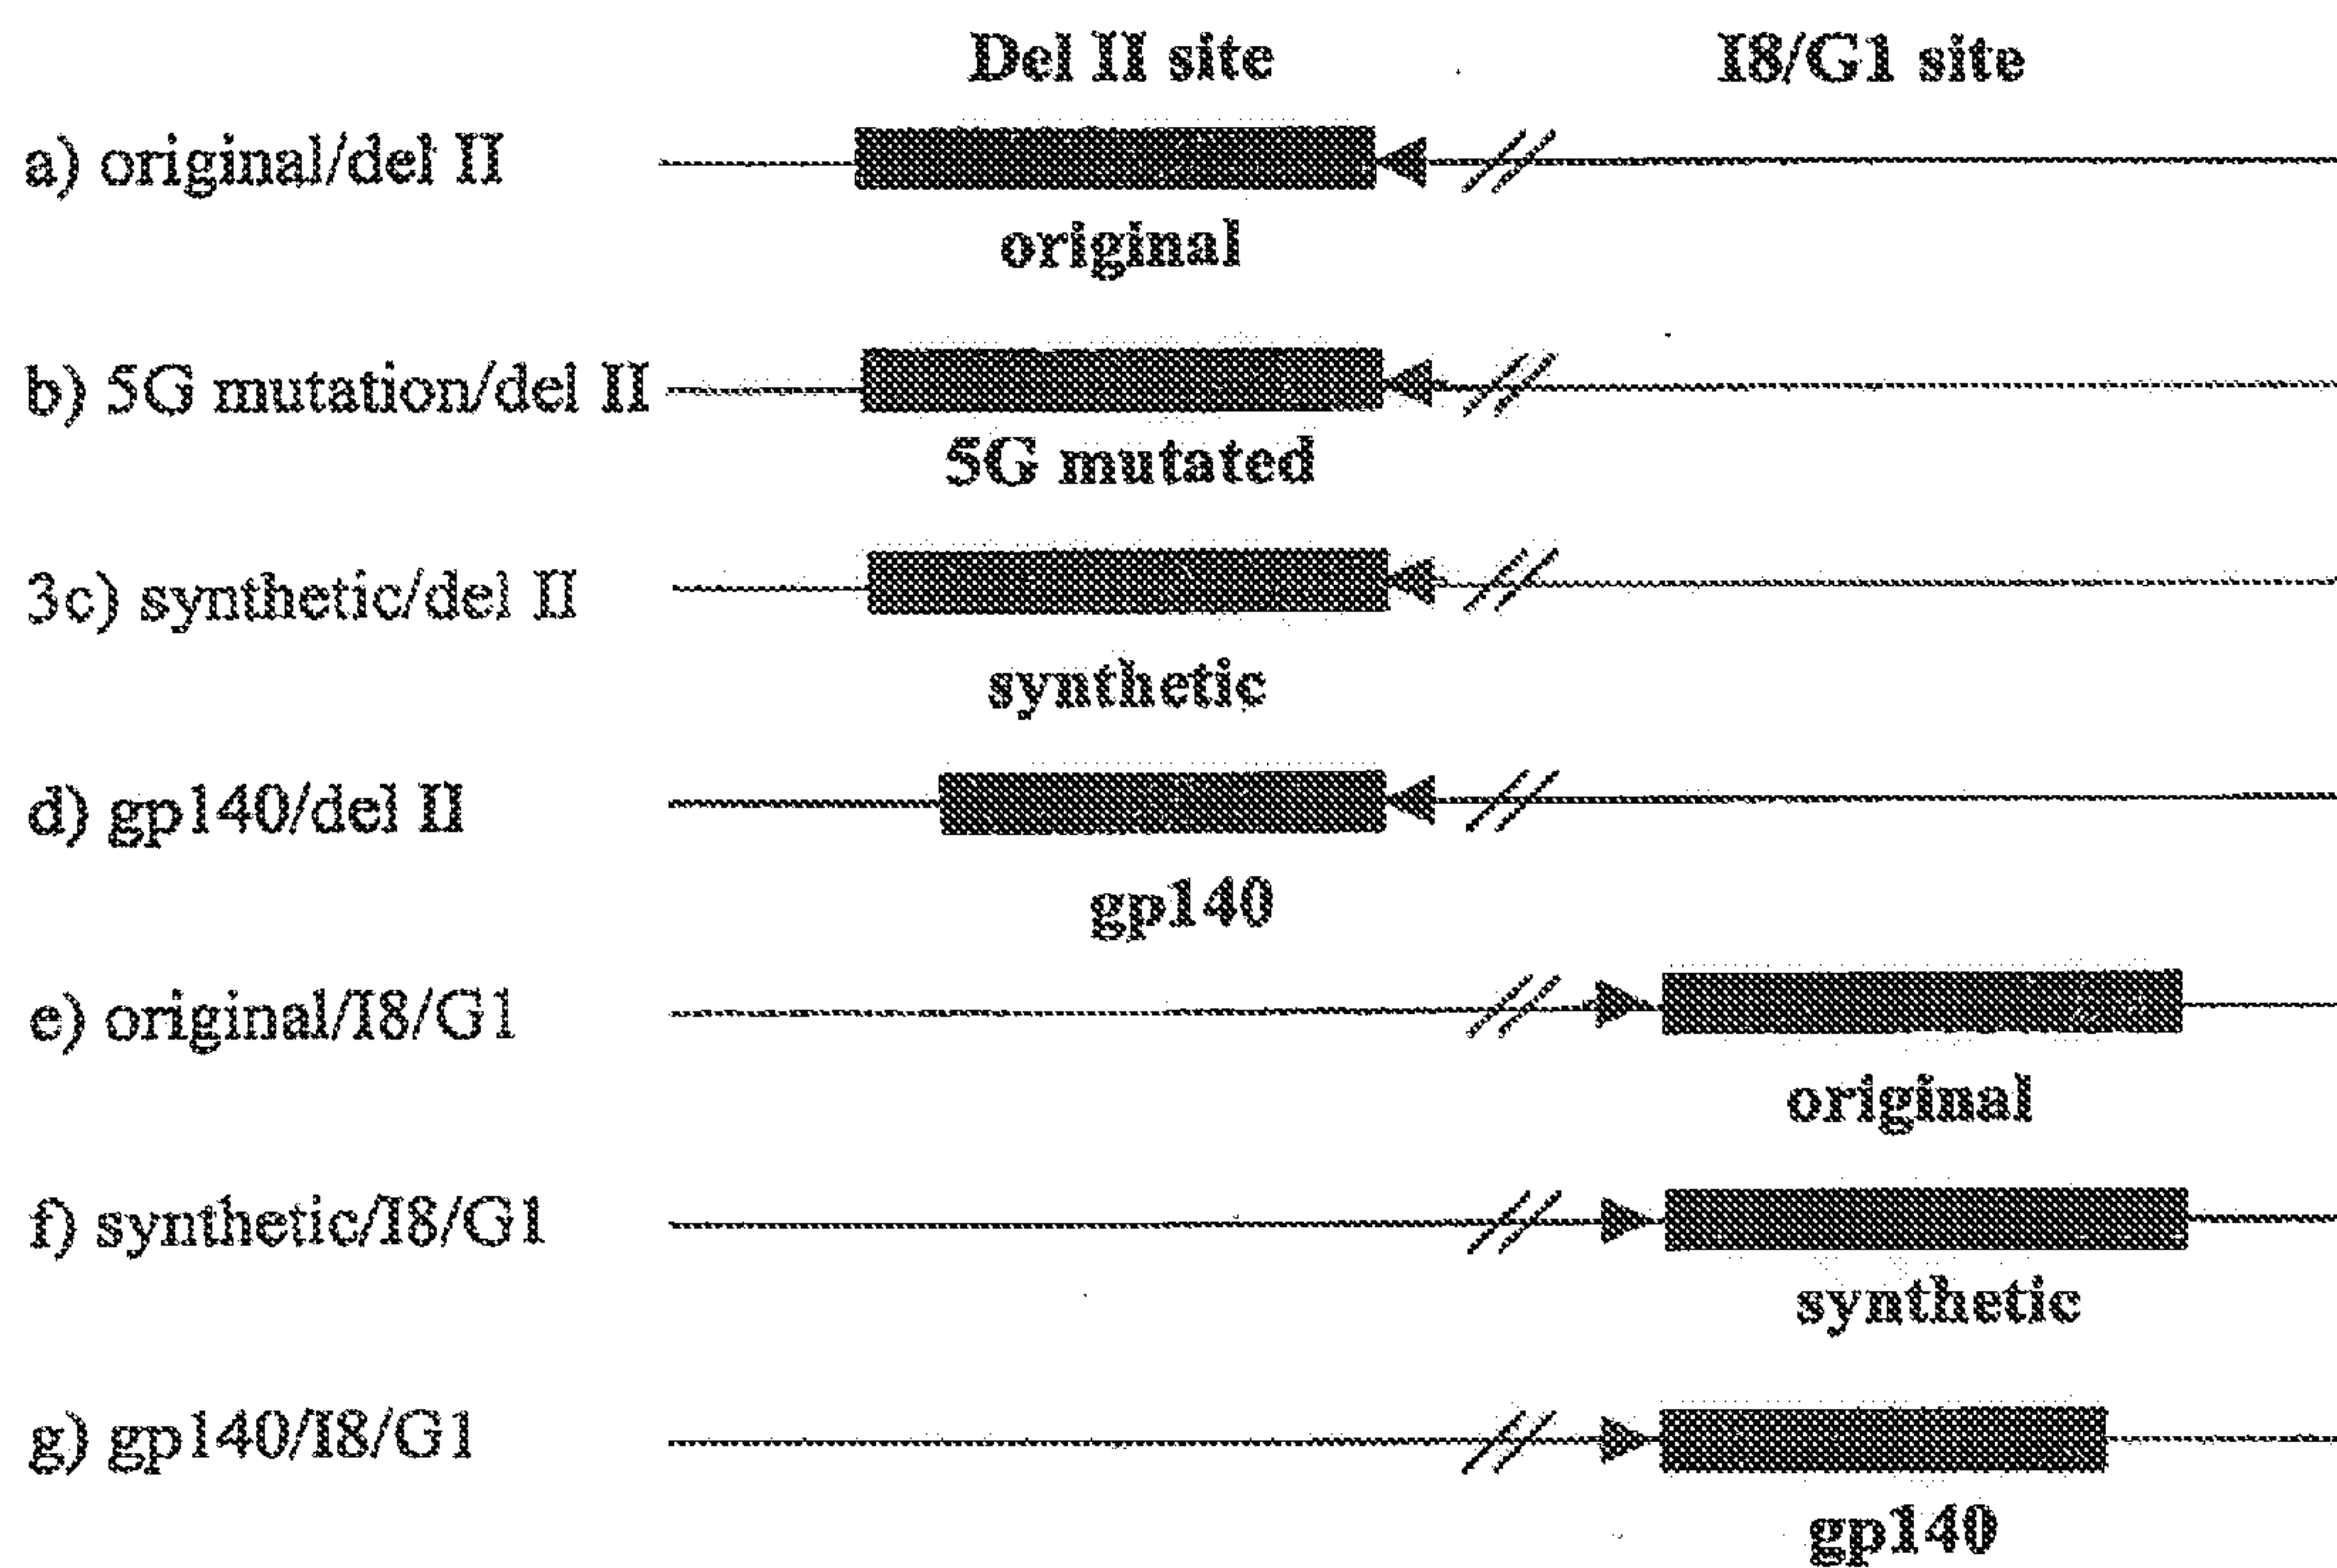 Del II site I8/G1 site
a) original/del II
original
b) 5G mutation/del II
5G mutated
3c) synthetic/del II
synthetic
d) gp140/del II
gp140
e) original/I8/G1
original
f) synthetic/I8/G1
synthetic
g) gp140/I8/G1
gp140